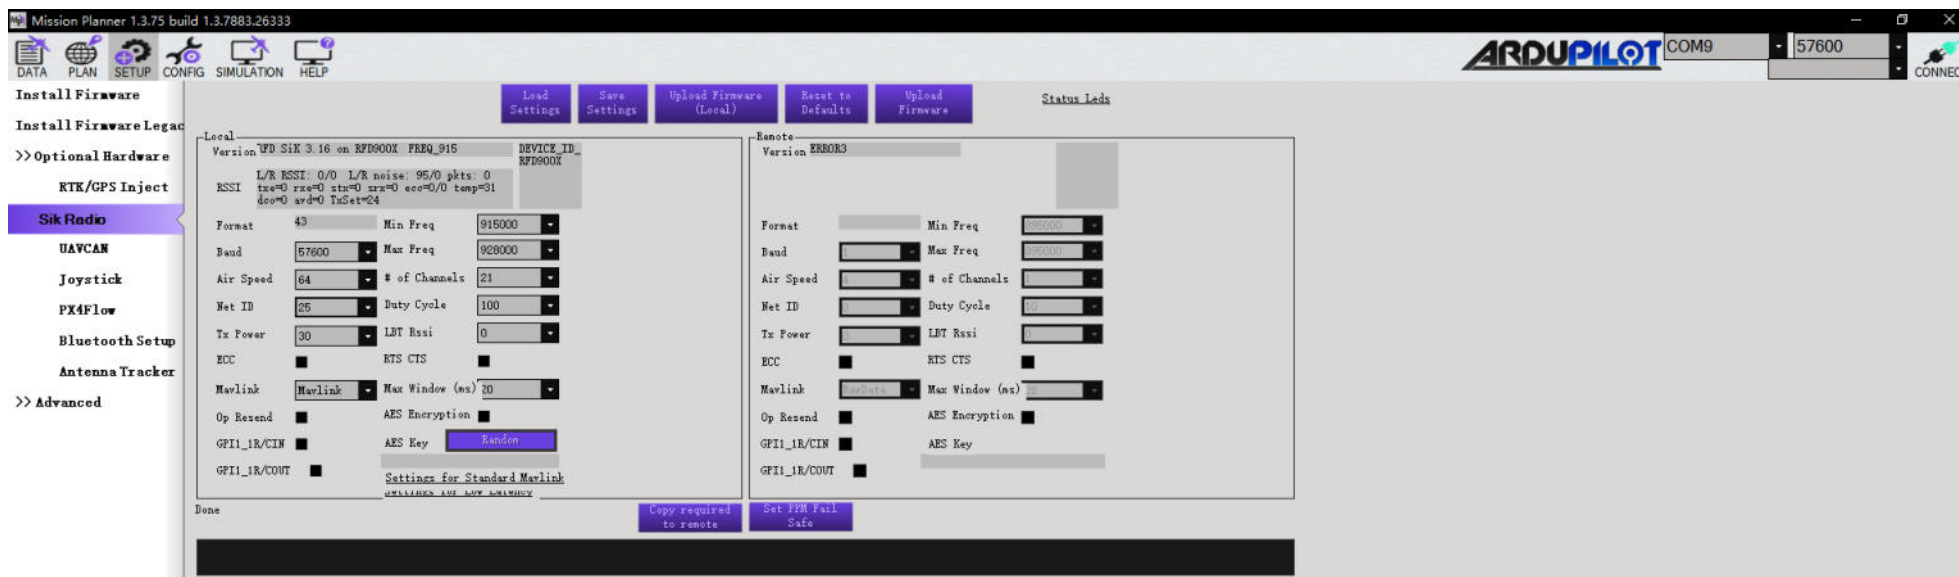 Mission Planner 1.3.75 build 1.3.7883.26333
DATA PLAN SETUP CONFIG SIMULATION HELP
ARDUPILOT COM9 57600
CONNEC
Install Firmware
Install Firmware Legac
>>Optional Hardware
RTK/GPS Inject
Sik Radio
UAVCAN
Joystick
PX4Flow
Bluetooth Setup
Antenna Tracker
>> Advanced
Load Settings
Save Settings
Upload Firmware (Local)
Reset to Defaults
Upload Firmware
Status Leds
Local
Version RFD SiK 3.16 on RFD900X FREQ_915
DEVICE_ID_
RFD900X
RSSI
L/R RSSI: 0/0 L/R noise: 95/0 pkts: 0
txe=0 rxe=0 stx=0 srx=0 ecc=0/0 temp=31
dco=0 avd=0 TxSet=24
Format 43 Min Freq 915000
Baud 57600 Max Freq 928000
Air Speed 64 # of Channels 21
Net ID 25 Duty Cycle 100
Tx Power 30 LBT Rssi 0
ECC RTS CTS
Mavlink Mavlink Max Window (ms) 20
Op Resend AES Encryption
GPI1_1R/CIN AES Key Random
GPI1_1R/COUT
Settings for Standard Mavlink
Settings for Low Latency
Remote
Version ERROR3
Format Min Freq 895000
Baud 1 Max Freq 895000
Air Speed # of Channels 1
Net ID Duty Cycle 10
Tx Power LBT Rssi 0
ECC RTS CTS
Mavlink RawData Max Window (ms) 20
Op Resend AES Encryption
GPI1_1R/CIN AES Key
GPI1_1R/COUT
Done
Copy required to remote
Set PPM Fail Safe